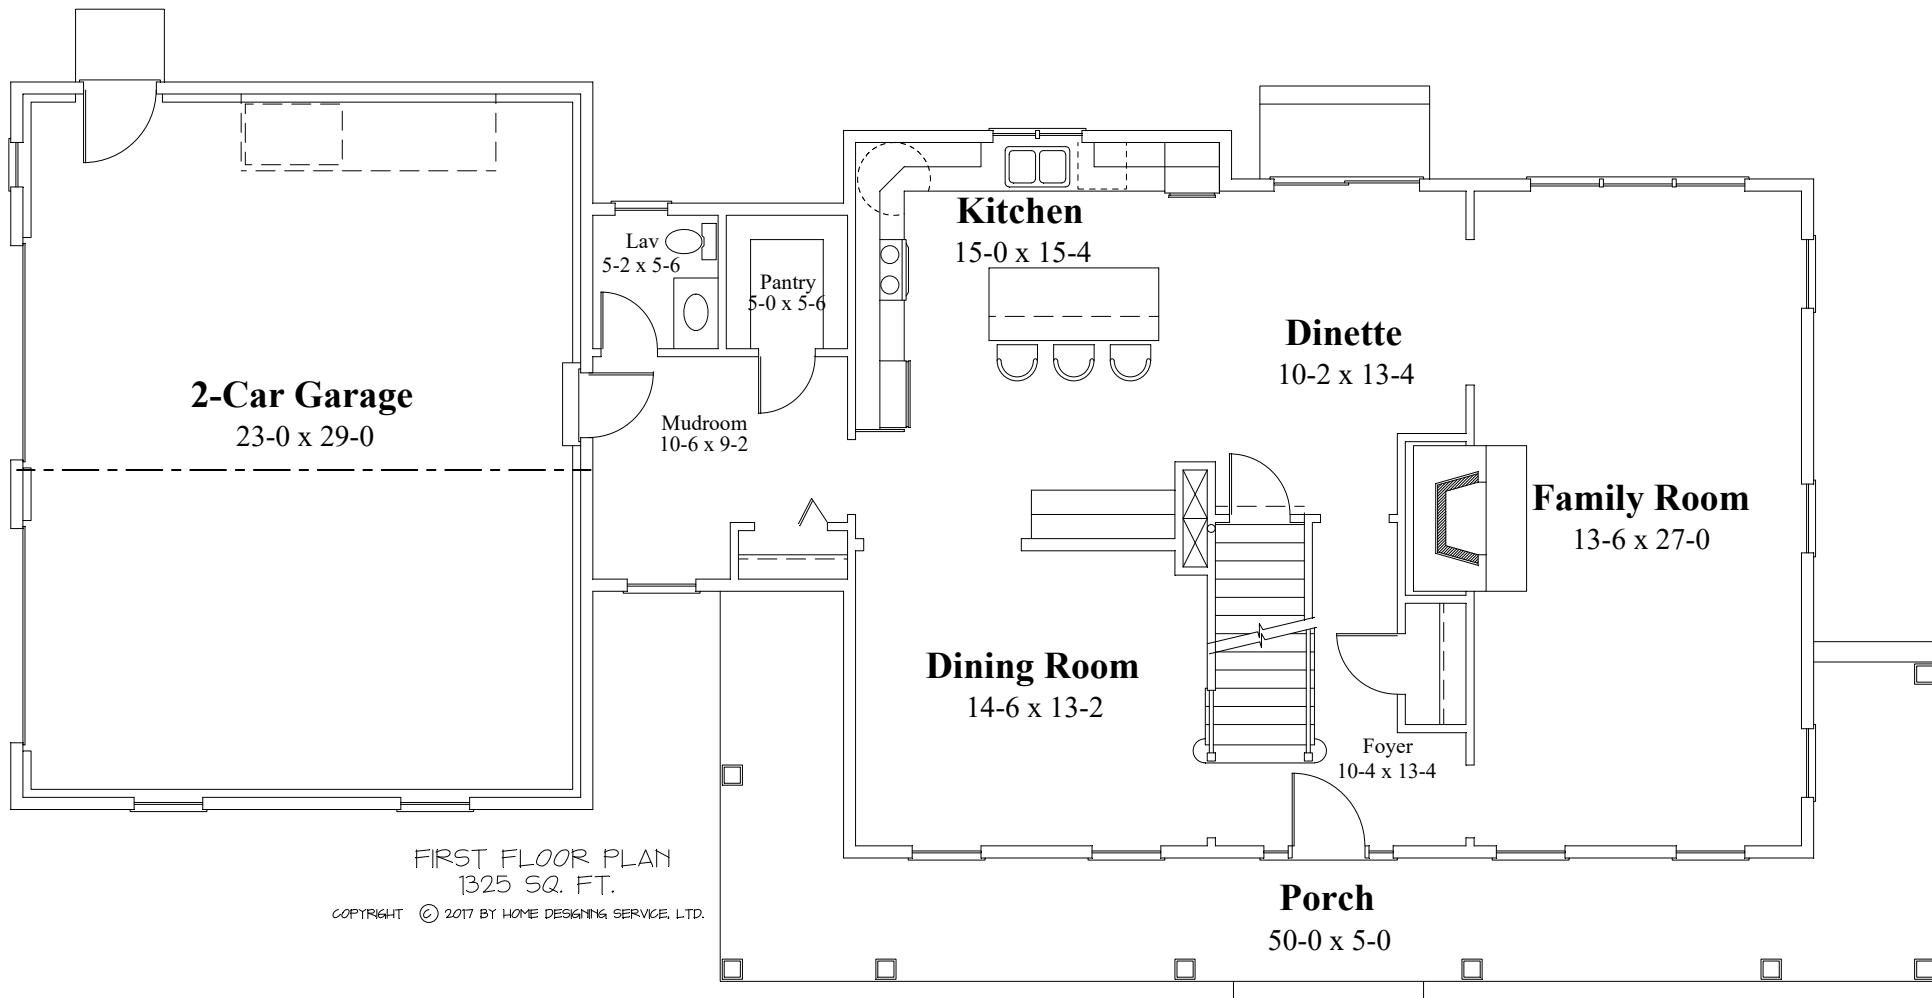 Kitchen
15-0 x 15-4
Lav
5-2 x 5-6
Pantry
5-0 x 5-6
Dinette
10-2 x 13-4
2-Car Garage
23-0 x 29-0
Mudroom
10-6 x 9-2
Family Room
13-6 x 27-0
Dining Room
14-6 x 13-2
Foyer
10-4 x 13-4
FIRST FLOOR PLAN
1325 SQ. FT.
COPYRIGHT © 2017 BY HOME DESIGNING SERVICE, LTD.
Porch
50-0 x 5-0